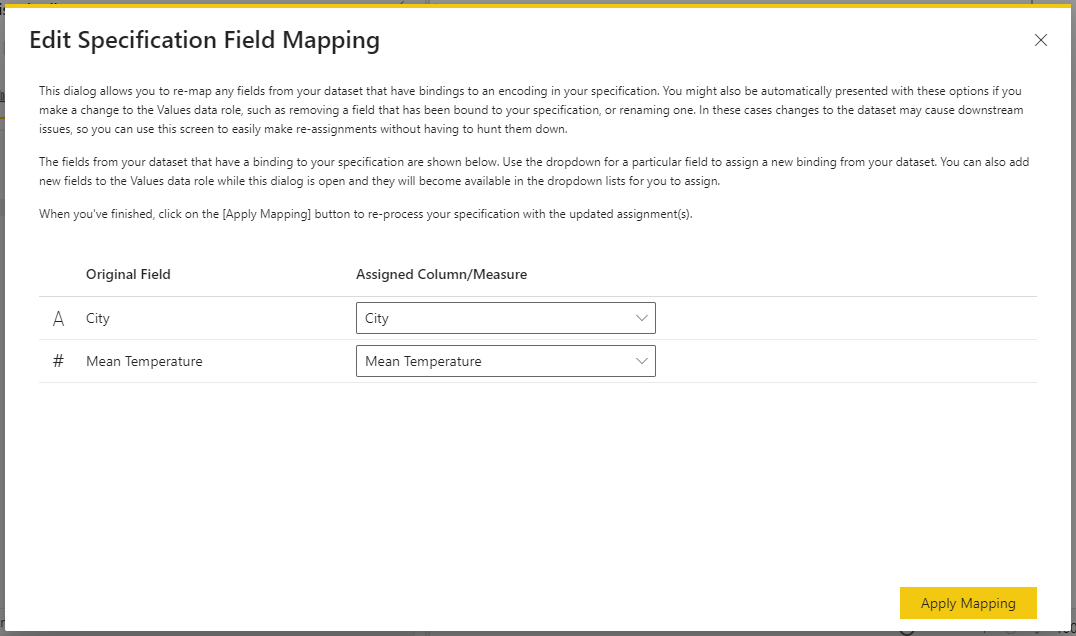 Edit Specification Field Mapping
This dialog allows you to re-map any fields from your dataset that have bindings to an encoding in your specification. You might also be automatically presented with these options if you
make a change to the Values data role, such as removing a field that has been bound to your specification, or renaming one. In these cases changes to the dataset may cause downstream
issues, so you can use this screen to easily make re-assignments without having to hunt them down.
The fields from your dataset that have a binding to your specification are shown below. Use the dropdown for a particular field to assign a new binding from your dataset. You can also add
new fields to the Values data role while this dialog is open and they will become available in the dropdown lists for you to assign.
When you've finished, click on the [Apply Mapping] button to re-process your specification with the updated assignment(s).
Original Field Assigned Column/Measure
A City City
# Mean Temperature Mean Temperature
Apply Mapping